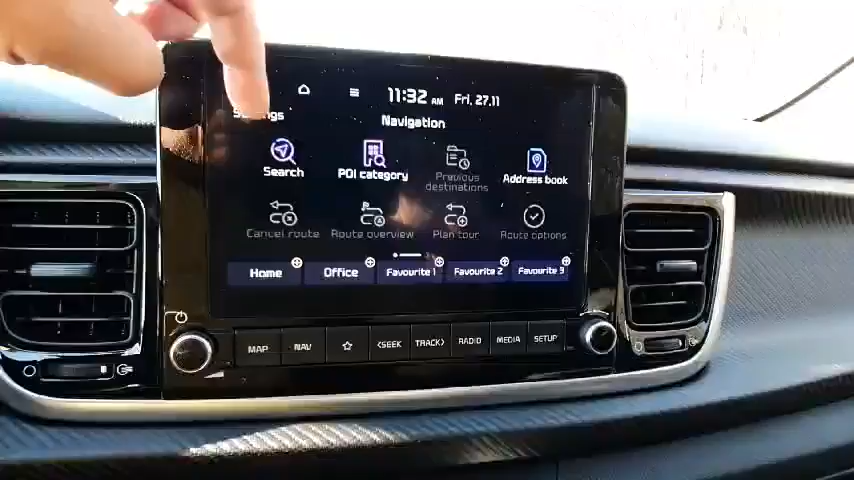 11:32 AM Fri, 27.11
Settings
Navigation
Search POI category Previous destinations Address book
Cancel route Route overview Plan tour Route options
Home Office Favourite 1 Favourite 2 Favourite 3
MAP NAV <SEEK TRACK> RADIO MEDIA SETUP